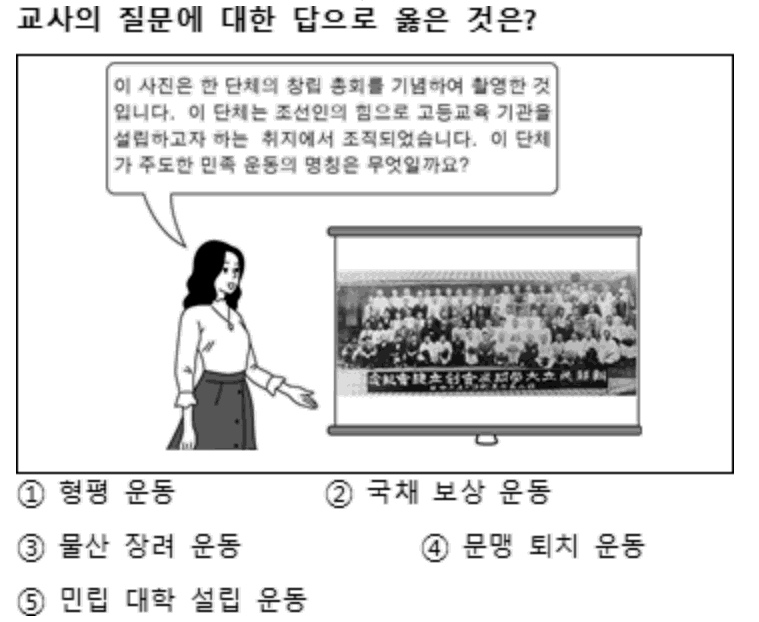 교사의 질문에 대한 답으로 옳은 것은?
이 사진은 한 단체의 창립 총회를 기념하여 촬영한 것
입니다. 이 단체는 조선인의 힘으로 고등교육 기관을
설립하고자 하는 취지에서 조직되었습니다. 이 단체
가 주도한 민족 운동의 명칭은 무엇일까요?
① 형평 운동 ② 국채 보상 운동
③ 물산 장려 운동 ④ 문맹 퇴치 운동
⑤ 민립 대학 설립 운동